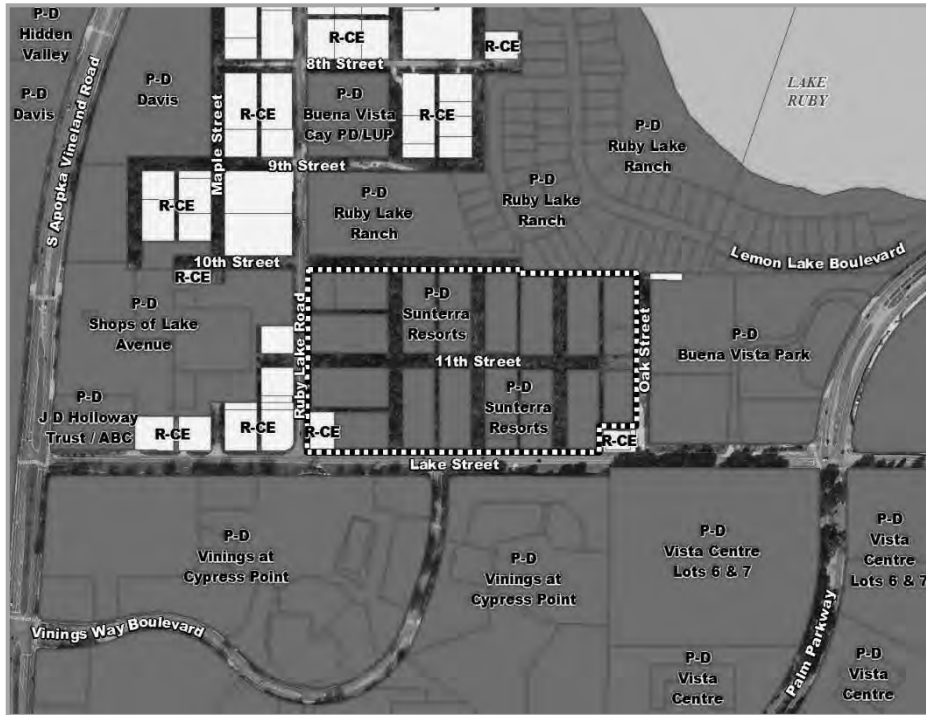 P-D
Hidden
Valley
P-D
Davis
P-D
Davis
S Apopka Vineland Road
Maple Street
R-CE
R-CE
8th Street
R-CE
P-D
Buena Vista
Cay PD/LUP
R-CE
9th Street
LAKE
RUBY
P-D
Ruby Lake
Ranch
P-D
Ruby Lake
Ranch
P-D
Ruby Lake
Ranch
R-CE
10th Street
R-CE
Lemon Lake Boulevard
P-D
Shops of Lake
Avenue
Ruby Lake Road
P-D
Sunterra
Resorts
11th Street
Oak Street
P-D
Buena Vista Park
P-D
Sunterra
Resorts
P-D
J D Holloway
Trust / ABC
R-CE
R-CE
R-CE
R-CE
Lake Street
P-D
Vinings at
Cypress Point
P-D
Vinings at
Cypress Point
P-D
Vista Centre
Lots 6 & 7
P-D
Vista
Centre
Lots 6 & 7
Vinings Way Boulevard
Palm Parkway
P-D
Vista
Centre
P-D
Vista
Centre